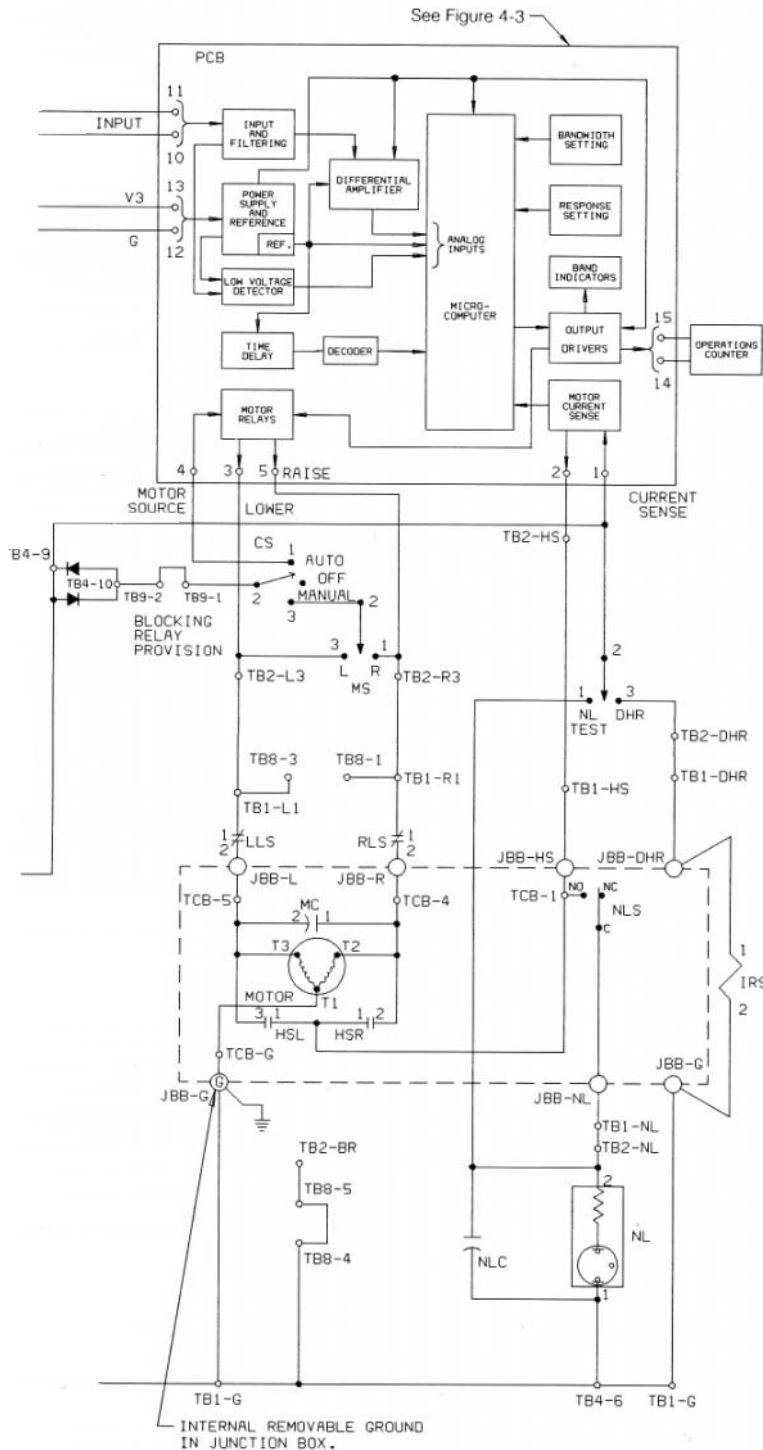 See Figure 4-3
PCB
11
INPUT
10
INPUT
AND
FILTERING
BANDWIDTH
SETTING
13
V3
G
12
POWER
SUPPLY
AND
REFERENCE
REF.
DIFFERENTIAL
AMPLIFIER
RESPONSE
SETTING
ANALOG
INPUTS
LOW VOLTAGE
DETECTOR
BAND
INDICATORS
MICRO-
COMPUTER
15
OUTPUT
DRIVERS
OPERATIONS
COUNTER
14
TIME
DELAY
DECODER
MOTOR
RELAYS
MOTOR
CURRENT
SENSE
4
3
5
RAISE
2
1
MOTOR
SOURCE
LOWER
CURRENT
SENSE
CS
TB2-HS
TB4-9
1
AUTO
OFF
MANUAL
TB4-10
TB9-2
TB9-1
2
3
2
BLOCKING
RELAY
PROVISION
3
L
R
1
MS
2
TB2-L3
TB2-R3
1
NL
TEST
3
DHR
TB2-DHR
TB8-3
TB8-1
TB1-L1
TB1-R1
TB1-HS
TB1-DHR
1
2
LLS
RLS
1
2
JBB-L
JBB-R
JBB-HS
JBB-DHR
TCB-5
TCB-4
TCB-1
NO
NC
NLS
C
MC
2
1
T3
T2
MOTOR
T1
1
IRS
2
3
1
HSL
1
2
HSR
TCB-G
JBB-G
G
JBB-NL
JBB-G
TB1-NL
TB2-NL
TB2-BR
TB8-5
TB8-4
2
NL
NLC
1
TB1-G
TB4-6
TB1-G
INTERNAL REMOVABLE GROUND
IN JUNCTION BOX.